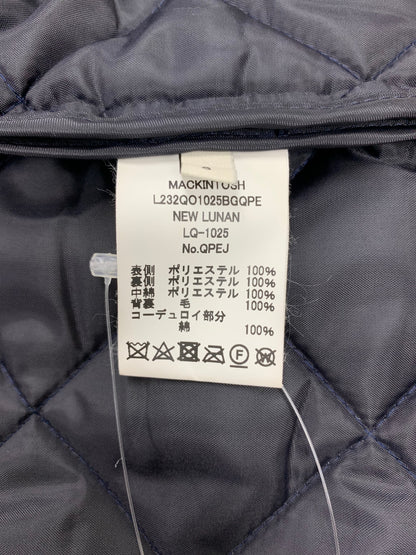 MACKINTOSH
L232QO1025BGQPE
NEW LUNAN
LQ-1025
No.QPEJ
表側 ポリエステル 100%
裏側 ポリエステル 100%
中綿 ポリエステル 100%
背裏 毛 100%
コーデュロイ部分
綿 100%